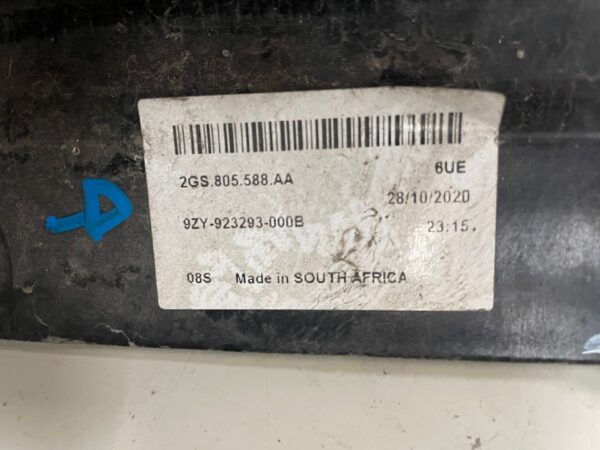 2GS.805.588.AA 6UE
28/10/2020
9ZY-923293-000B 23:15.
08S Made in SOUTH AFRICA